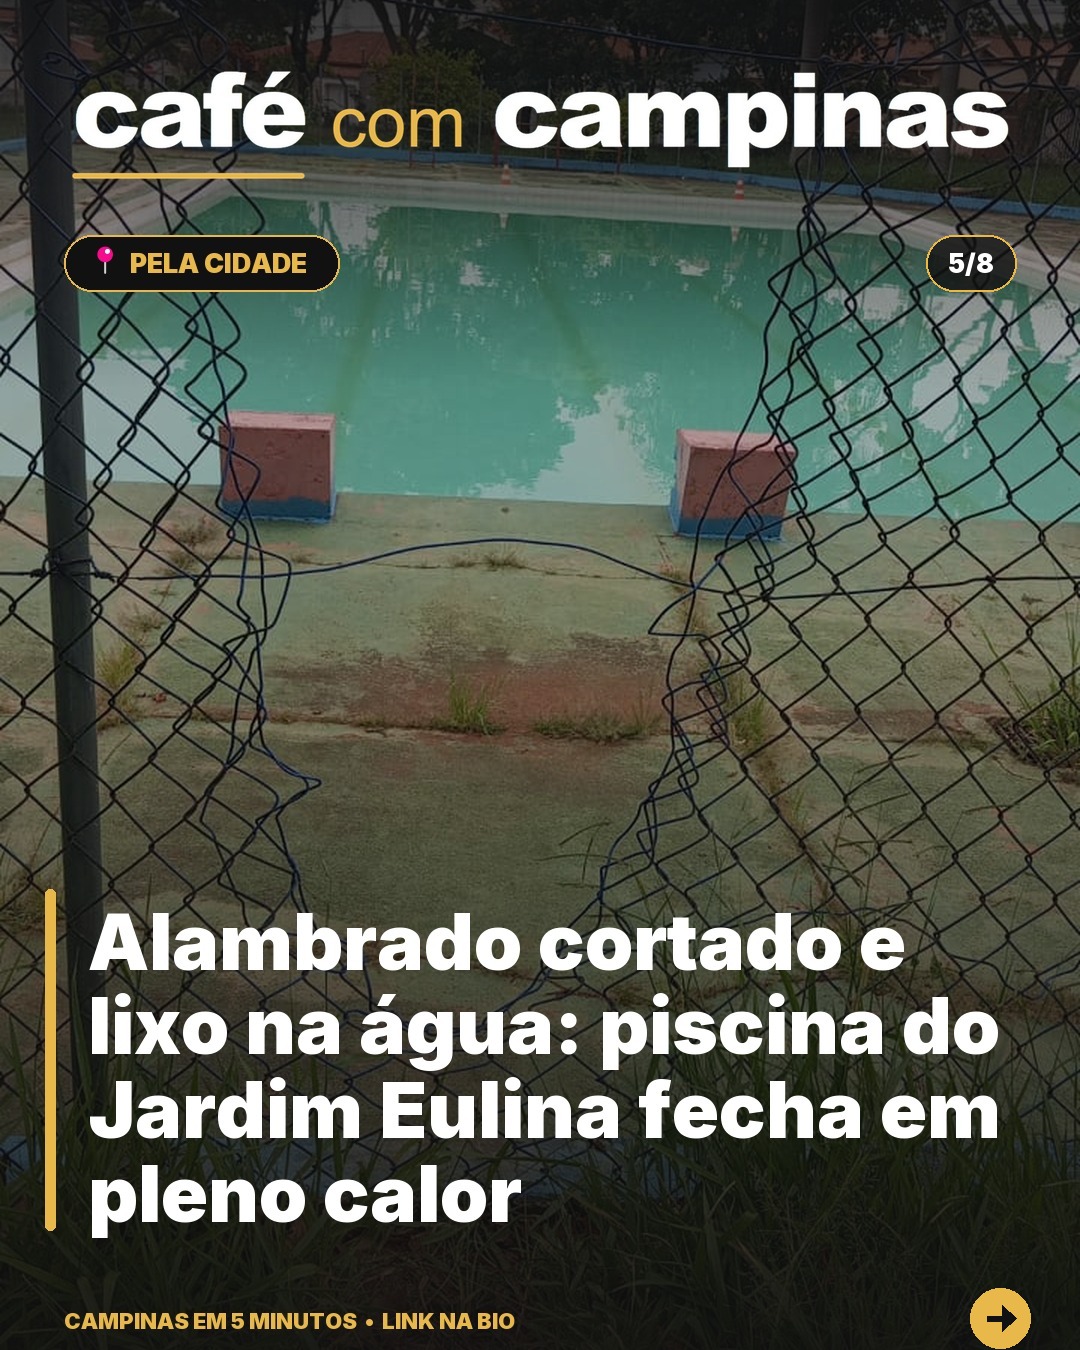 café com campinas
PELA CIDADE
5/8
Alambrado cortado e
lixo na água: piscina do
Jardim Eulina fecha em
pleno calor
CAMPINAS EM 5 MINUTOS • LINK NA BIO